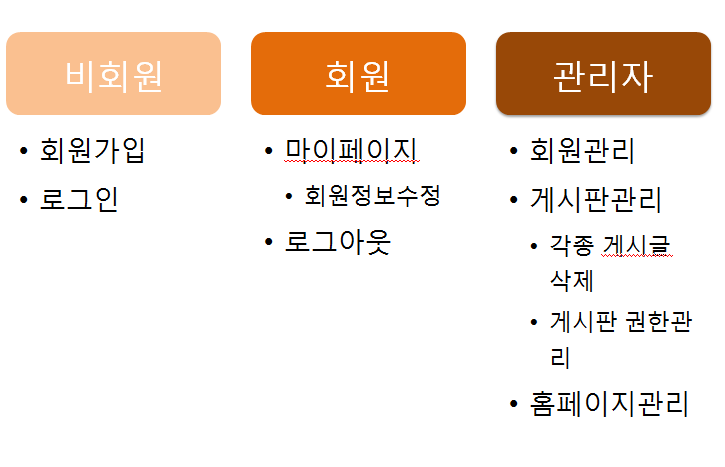 비회원
• 회원가입
• 로그인
회원
• 마이페이지
• 회원정보수정
• 로그아웃
관리자
• 회원관리
• 게시판관리
• 각종 게시글
삭제
• 게시판 권한관
리
• 홈페이지관리